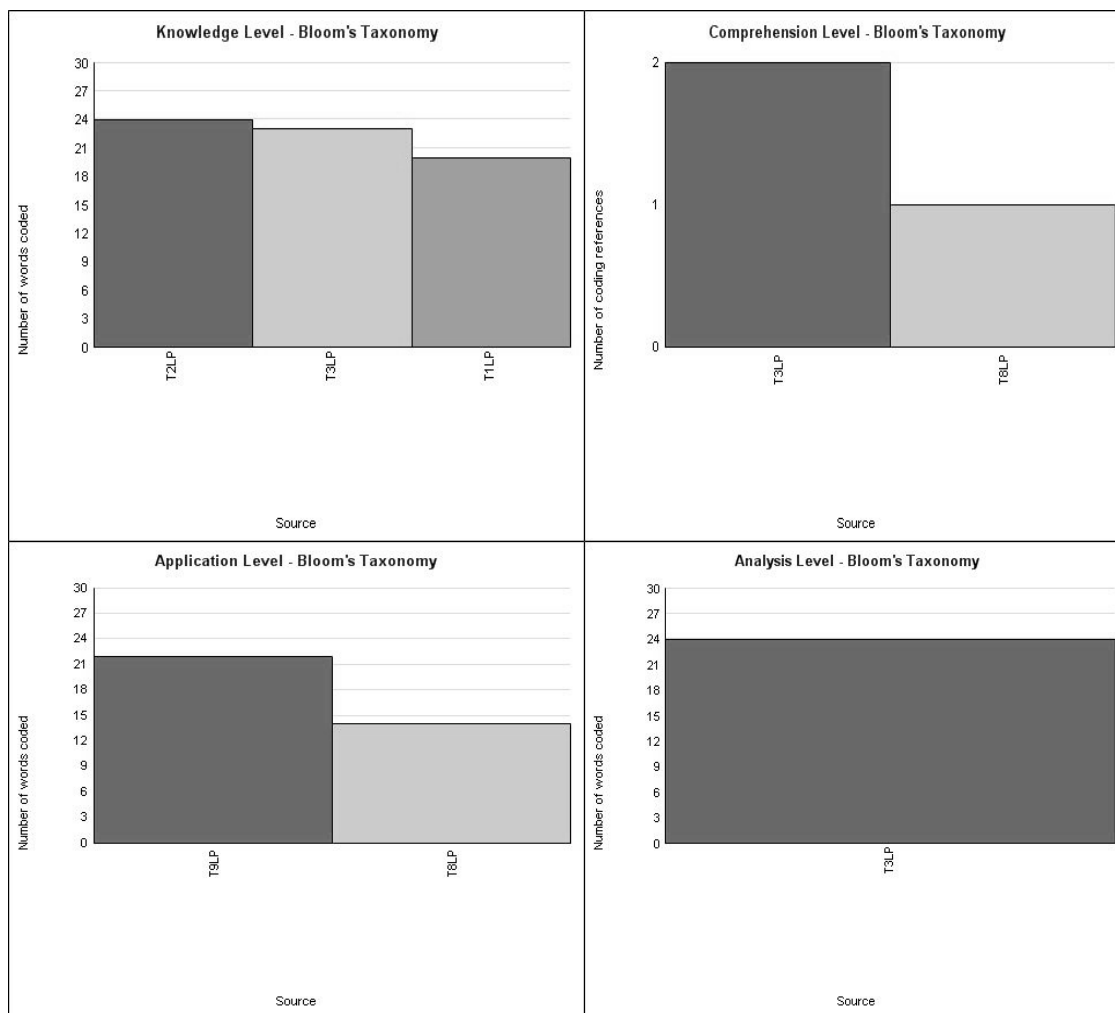 Knowledge Level - Bloom's Taxonomy
Number of words coded
30
27
24
21
18
15
12
9
6
3
0
T2LP
T3LP
T1LP
Source
Comprehension Level - Bloom's Taxonomy
Number of coding references
2
1
0
T3LP
T8LP
Source
Application Level - Bloom's Taxonomy
Number of words coded
30
27
24
21
18
15
12
9
6
3
0
T9LP
T8LP
Source
Analysis Level - Bloom's Taxonomy
Number of words coded
30
27
24
21
18
15
12
9
6
3
0
T3LP
Source